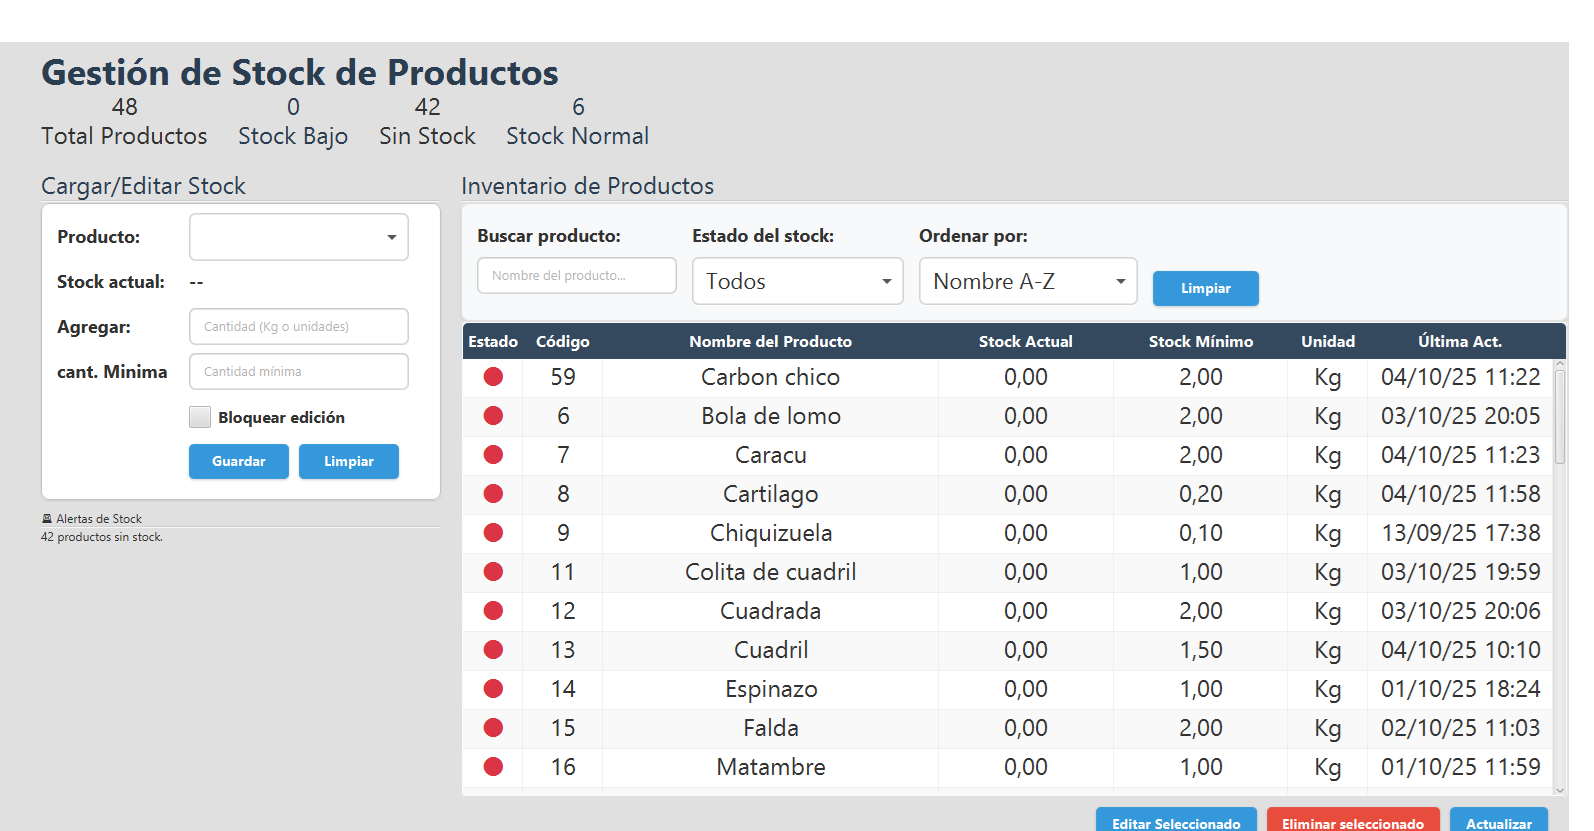 Gestión de Stock de Productos
48 0 42 6
Total Productos Stock Bajo Sin Stock Stock Normal
Cargar/Editar Stock
Producto:
Stock actual: --
Agregar: Cantidad (Kg o unidades)
cant. Minima Cantidad mínima
Bloquear edición
Guardar Limpiar
Alertas de Stock
42 productos sin stock.
Inventario de Productos
Buscar producto: Estado del stock: Ordenar por:
Nombre del producto... Todos Nombre A-Z Limpiar
Estado Código Nombre del Producto Stock Actual Stock Mínimo Unidad Última Act.
59 Carbon chico 0,00 2,00 Kg 04/10/25 11:22
6 Bola de lomo 0,00 2,00 Kg 03/10/25 20:05
7 Caracu 0,00 2,00 Kg 04/10/25 11:23
8 Cartilago 0,00 0,20 Kg 04/10/25 11:58
9 Chiquizuela 0,00 0,10 Kg 13/09/25 17:38
11 Colita de cuadril 0,00 1,00 Kg 03/10/25 19:59
12 Cuadrada 0,00 2,00 Kg 03/10/25 20:06
13 Cuadril 0,00 1,50 Kg 04/10/25 10:10
14 Espinazo 0,00 1,00 Kg 01/10/25 18:24
15 Falda 0,00 2,00 Kg 02/10/25 11:03
16 Matambre 0,00 1,00 Kg 01/10/25 11:59
Editar Seleccionado Eliminar seleccionado Actualizar